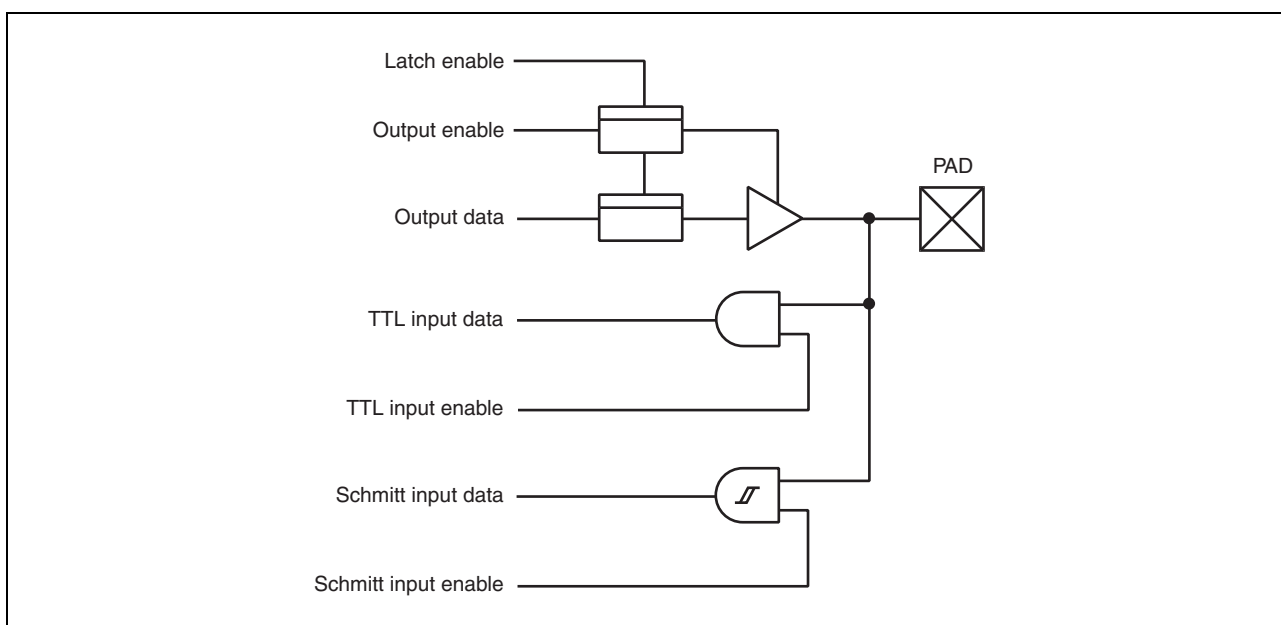 Latch enable
Output enable
PAD
Output data
TTL input data
TTL input enable
Schmitt input data
Schmitt input enable